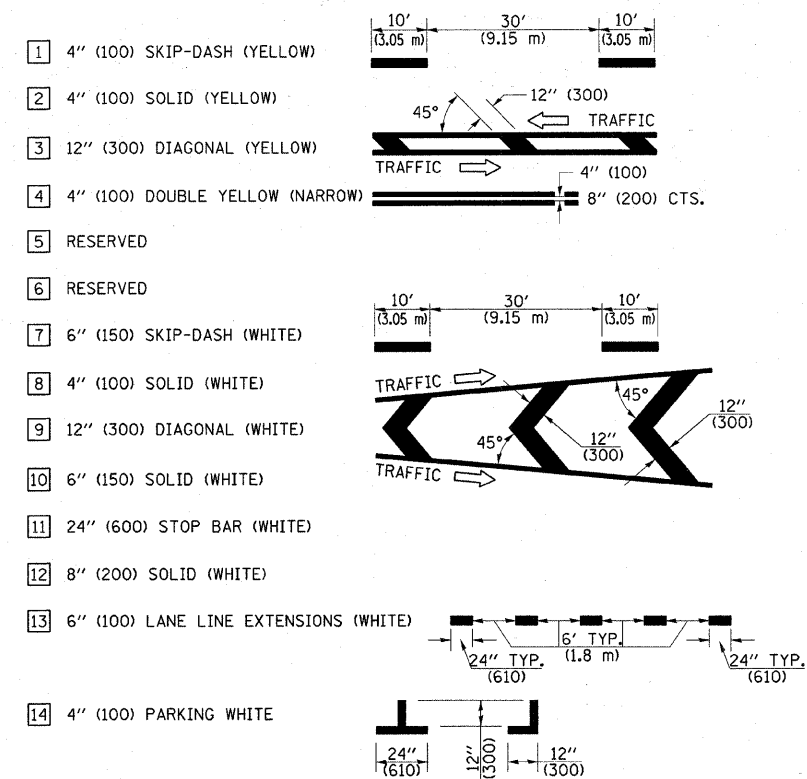 10' 30' 10'
(3.05 m) (9.15 m) (3.05 m)
1 4" (100) SKIP-DASH (YELLOW)
2 4" (100) SOLID (YELLOW)
45° 12" (300)
TRAFFIC
3 12" (300) DIAGONAL (YELLOW)
TRAFFIC
4" (100)
4 4" (100) DOUBLE YELLOW (NARROW)
8" (200) CTS.
5 RESERVED
6 RESERVED
10' 30' 10'
(3.05 m) (9.15 m) (3.05 m)
7 6" (150) SKIP-DASH (WHITE)
8 4" (100) SOLID (WHITE)
TRAFFIC
45°
12"
(300)
9 12" (300) DIAGONAL (WHITE)
45°
12"
(300)
TRAFFIC
10 6" (150) SOLID (WHITE)
11 24" (600) STOP BAR (WHITE)
12 8" (200) SOLID (WHITE)
13 6" (100) LANE LINE EXTENSIONS (WHITE)
6' TYP.
(1.8 m)
24" TYP.
(610)
24" TYP.
(610)
14 4" (100) PARKING WHITE
24"
(610)
12"
(300)
12"
(300)